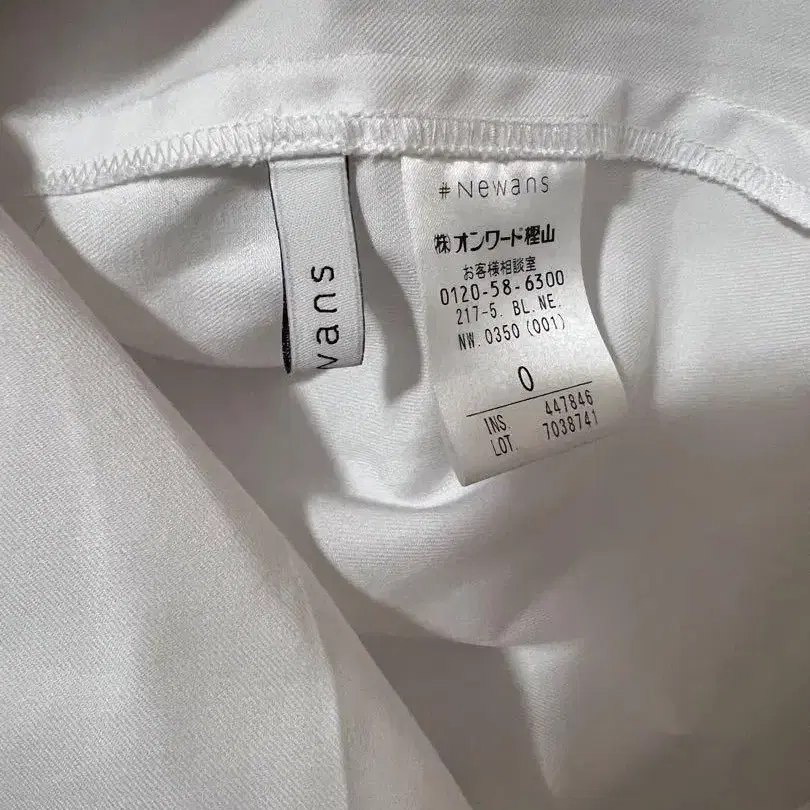 wans
#Newans
㈱オンワード樫山
お客様相談室
0120-58-6300
217-5. BL.NE.
NW.0350 (001)
0
INS. 447846
LOT. 7038741